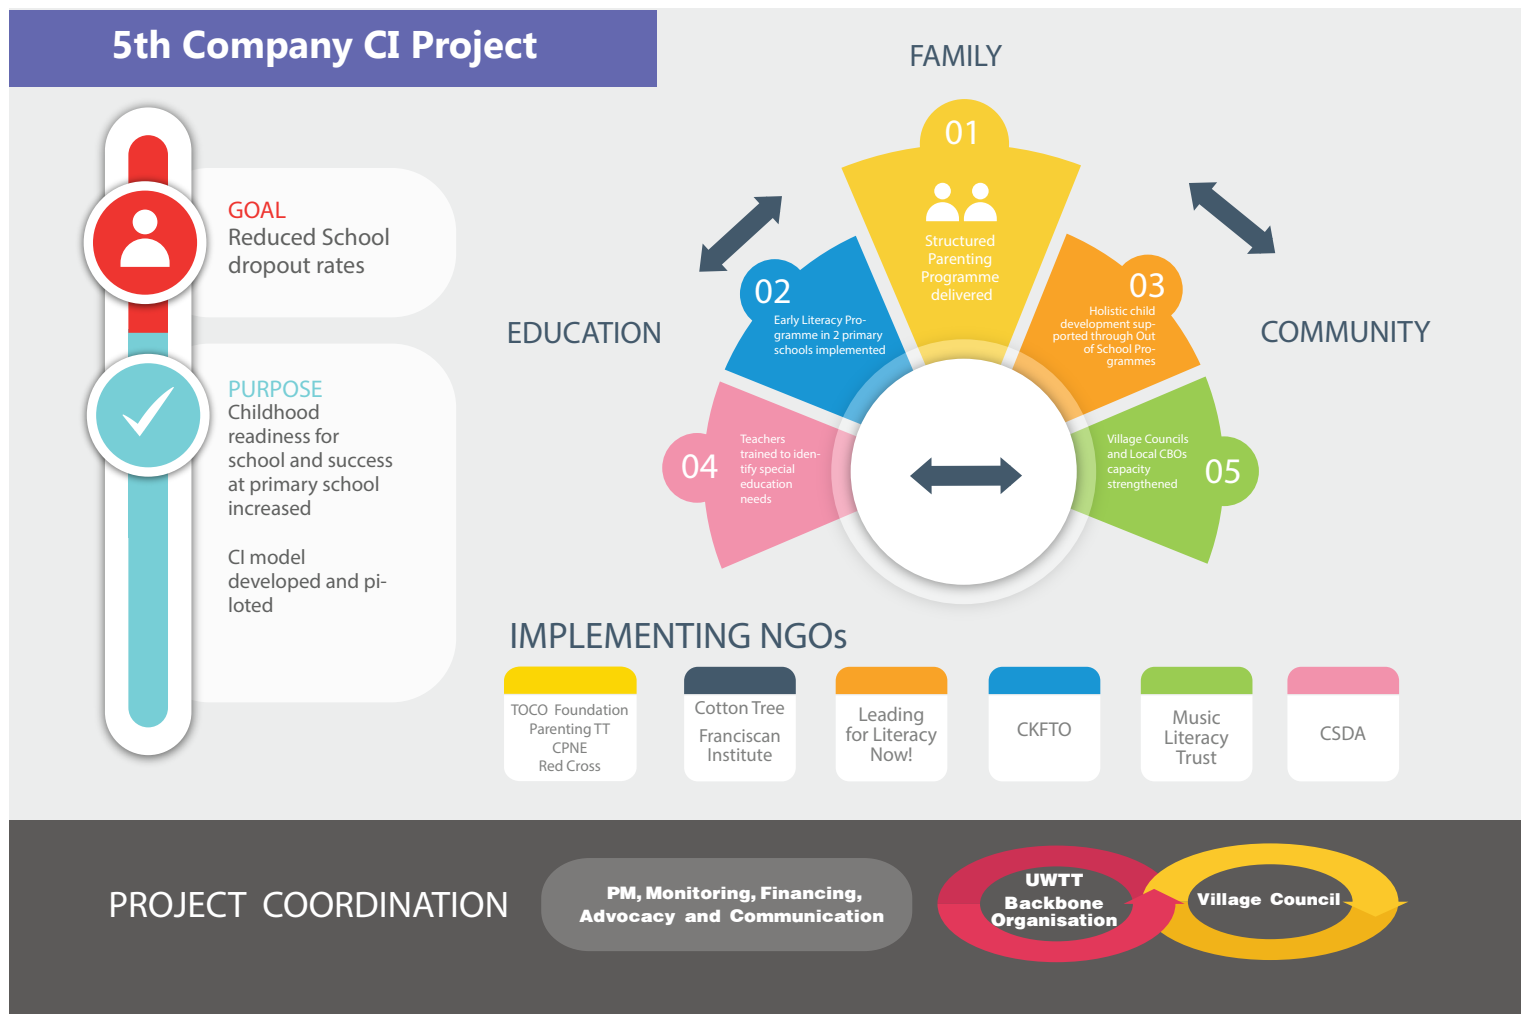 5th Company CI Project
GOAL
Reduced School
dropout rates
PURPOSE
Childhood
readiness for
school and success
at primary school
increased
CI model
developed and pi-
loted
FAMILY
EDUCATION
COMMUNITY
01
Structured
Parenting
Programme
delivered
02
Early Literacy Pro-
gramme in 2 primary
schools implemented
03
Holistic child
development sup-
ported through Out
of School Pro-
grammes
04
Teachers
trained to iden-
tify special
education
needs
05
Village Councils
and Local CBOs
capacity
strengthened
IMPLEMENTING NGOs
TOCO Foundation
Parenting TT
CPNE
Red Cross
Cotton Tree
Franciscan
Institute
Leading
for Literacy
Now!
CKFTO
Music
Literacy
Trust
CSDA
PROJECT COORDINATION
PM, Monitoring, Financing,
Advocacy and Communication
UWTT
Backbone
Organisation
Village Council